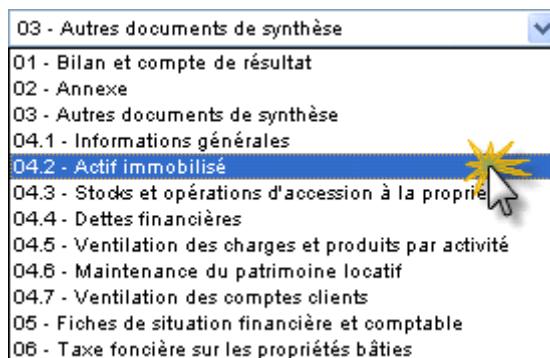 03 - Autres documents de synthèse
01 - Bilan et compte de résultat
02 - Annexe
03 - Autres documents de synthèse
04.1 - Informations générales
04.2 - Actif immobilisé
04.3 - Stocks et opérations d'accession à la proprié
04.4 - Dettes financières
04.5 - Ventilation des charges et produits par activité
04.6 - Maintenance du patrimoine locatif
04.7 - Ventilation des comptes clients
05 - Fiches de situation financière et comptable
06 - Taxe foncière sur les propriétés bâties